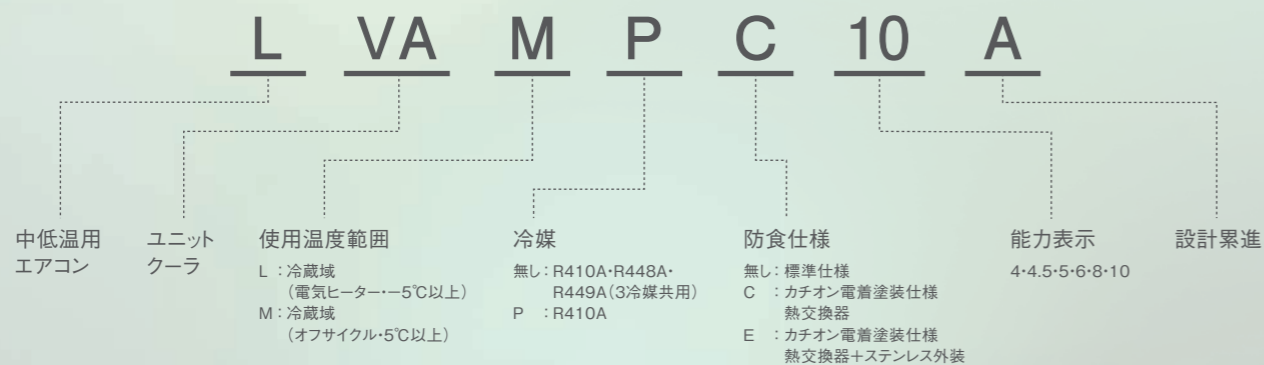 L VA M P C 10 A
中低温用
エアコン
ユニット
クーラ
使用温度範囲
L：冷蔵域
(電気ヒーター・－5℃以上)
M：冷蔵域
(オフサイクル・5℃以上)
冷媒
無し：R410A・R448A・
R449A(3冷媒共用)
P：R410A
防食仕様
無し：標準仕様
C：カチオン電着塗装仕様
熱交換器
E：カチオン電着塗装仕様
熱交換器＋ステンレス外装
能力表示
4・4.5・5・6・8・10
設計累進